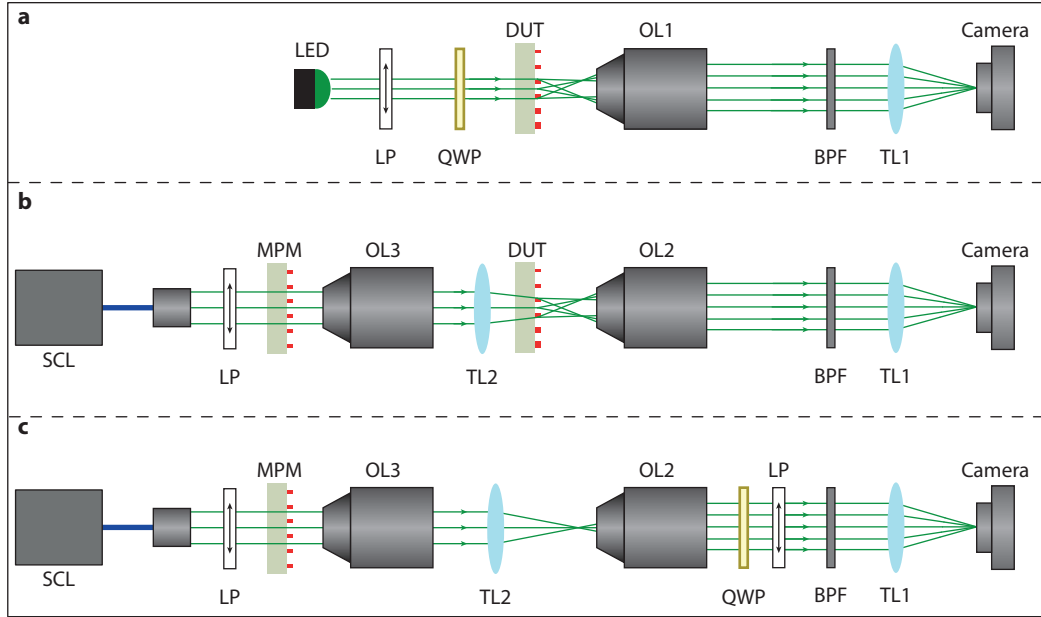 a
LED
DUT
OL1
Camera
LP
QWP
BPF
TL1
b
MPM
OL3
DUT
OL2
Camera
SCL
LP
TL2
BPF
TL1
c
MPM
OL3
OL2
LP
Camera
SCL
LP
TL2
QWP
BPF
TL1